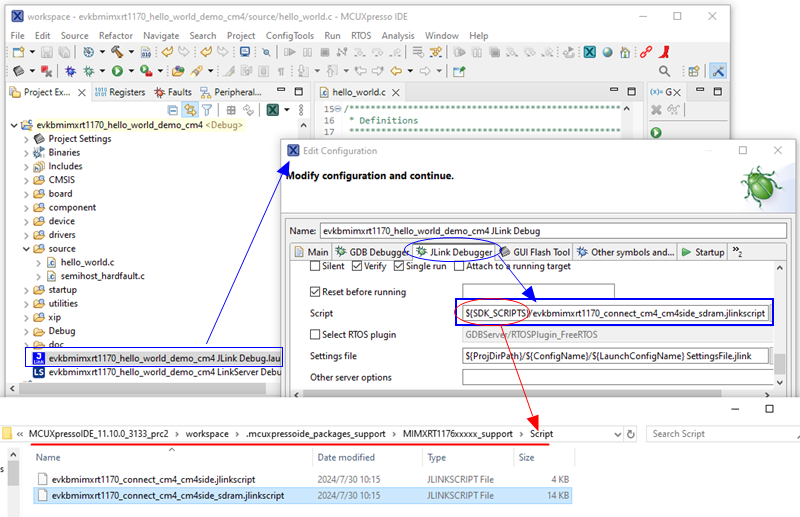 workspace - evkbmimxrt1170_hello_world_demo_cm4/source/hello_world.c - MCUXpresso IDE
File Edit Source Refactor Navigate Search Project ConfigTools Run RTOS Analysis Window Help
Project Ex... Registers Faults Peripheral...
hello_world.c
G
evkbmimxrt1170_hello_world_demo_cm4 <Debug>
Project Settings
Binaries
Includes
CMSIS
board
component
device
drivers
source
hello_world.c
semihost_hardfault.c
startup
utilities
xip
Debug
doc
evkbmimxrt1170_hello_world_demo_cm4 JLink Debug.lau
evkbmimxrt1170_hello_world_demo_cm4 LinkServer Debu
15 /*******************************
16 * Definitions
17 *******************************
Edit Configuration
Modify configuration and continue.
Name: evkbmimxrt1170_hello_world_demo_cm4 JLink Debug
Main GDB Debugger JLink Debugger GUI Flash Tool Other symbols and... Startup »2
Silent Verify Single run Attach to a running target
Reset before running
Script ${SDK_SCRIPTS}/evkbmimxrt1170_connect_cm4_cm4side_sdram.jlinkscript
Select RTOS plugin GDBServer/RTOSPlugin_FreeRTOS
Settings file ${ProjDirPath}/${ConfigName}/${LaunchConfigName} SettingsFile.jlink
Other server options
« MCUXpressoIDE_11.10.0_3133_prc2 > workspace > .mcuxpressoide_packages_support > MIMXRT1176xxxxx_support > Script Search Script
Name Date modified Type Size
evkbmimxrt1170_connect_cm4_cm4side.jlinkscript 2024/7/30 10:15 JLINKSCRIPT File 4 KB
evkbmimxrt1170_connect_cm4_cm4side_sdram.jlinkscript 2024/7/30 10:15 JLINKSCRIPT File 14 KB